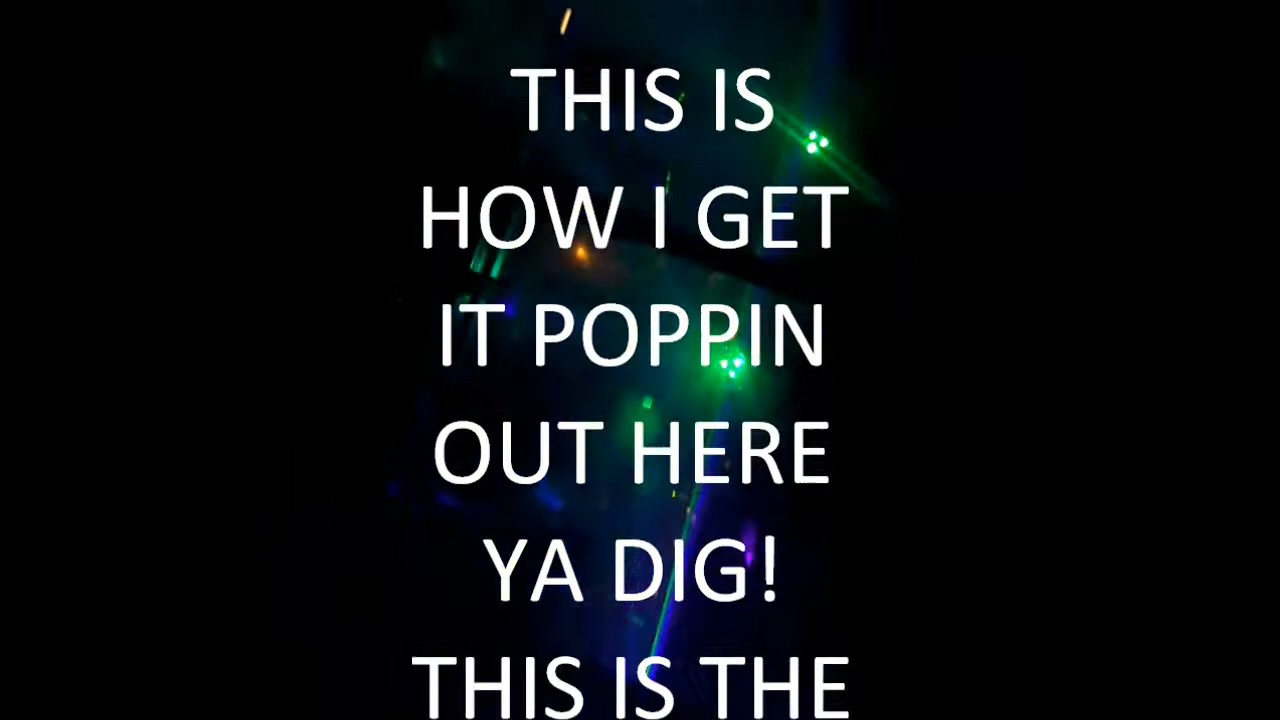 THIS IS
HOW I GET
IT POPPIN
OUT HERE
YA DIG!
THIS IS THE